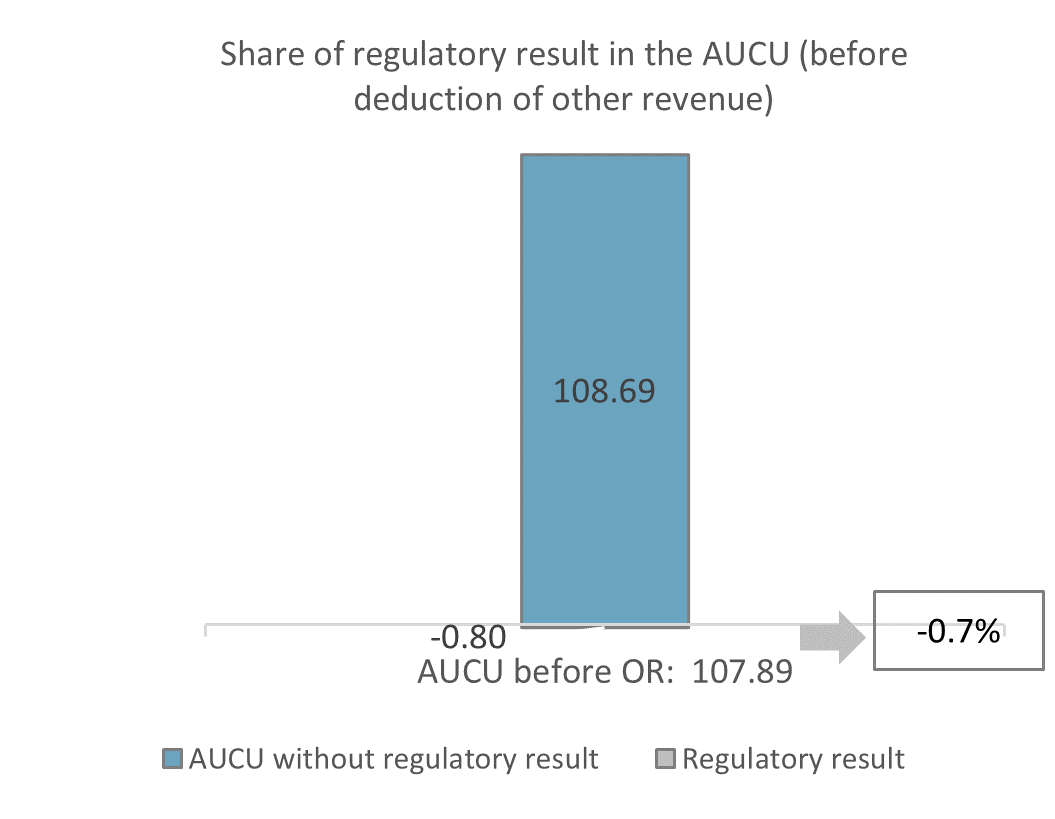 Share of regulatory result in the AUCU (before
deduction of other revenue)
108.69
-0.80
-0.7%
AUCU before OR:  107.89
AUCU without regulatory result
Regulatory result